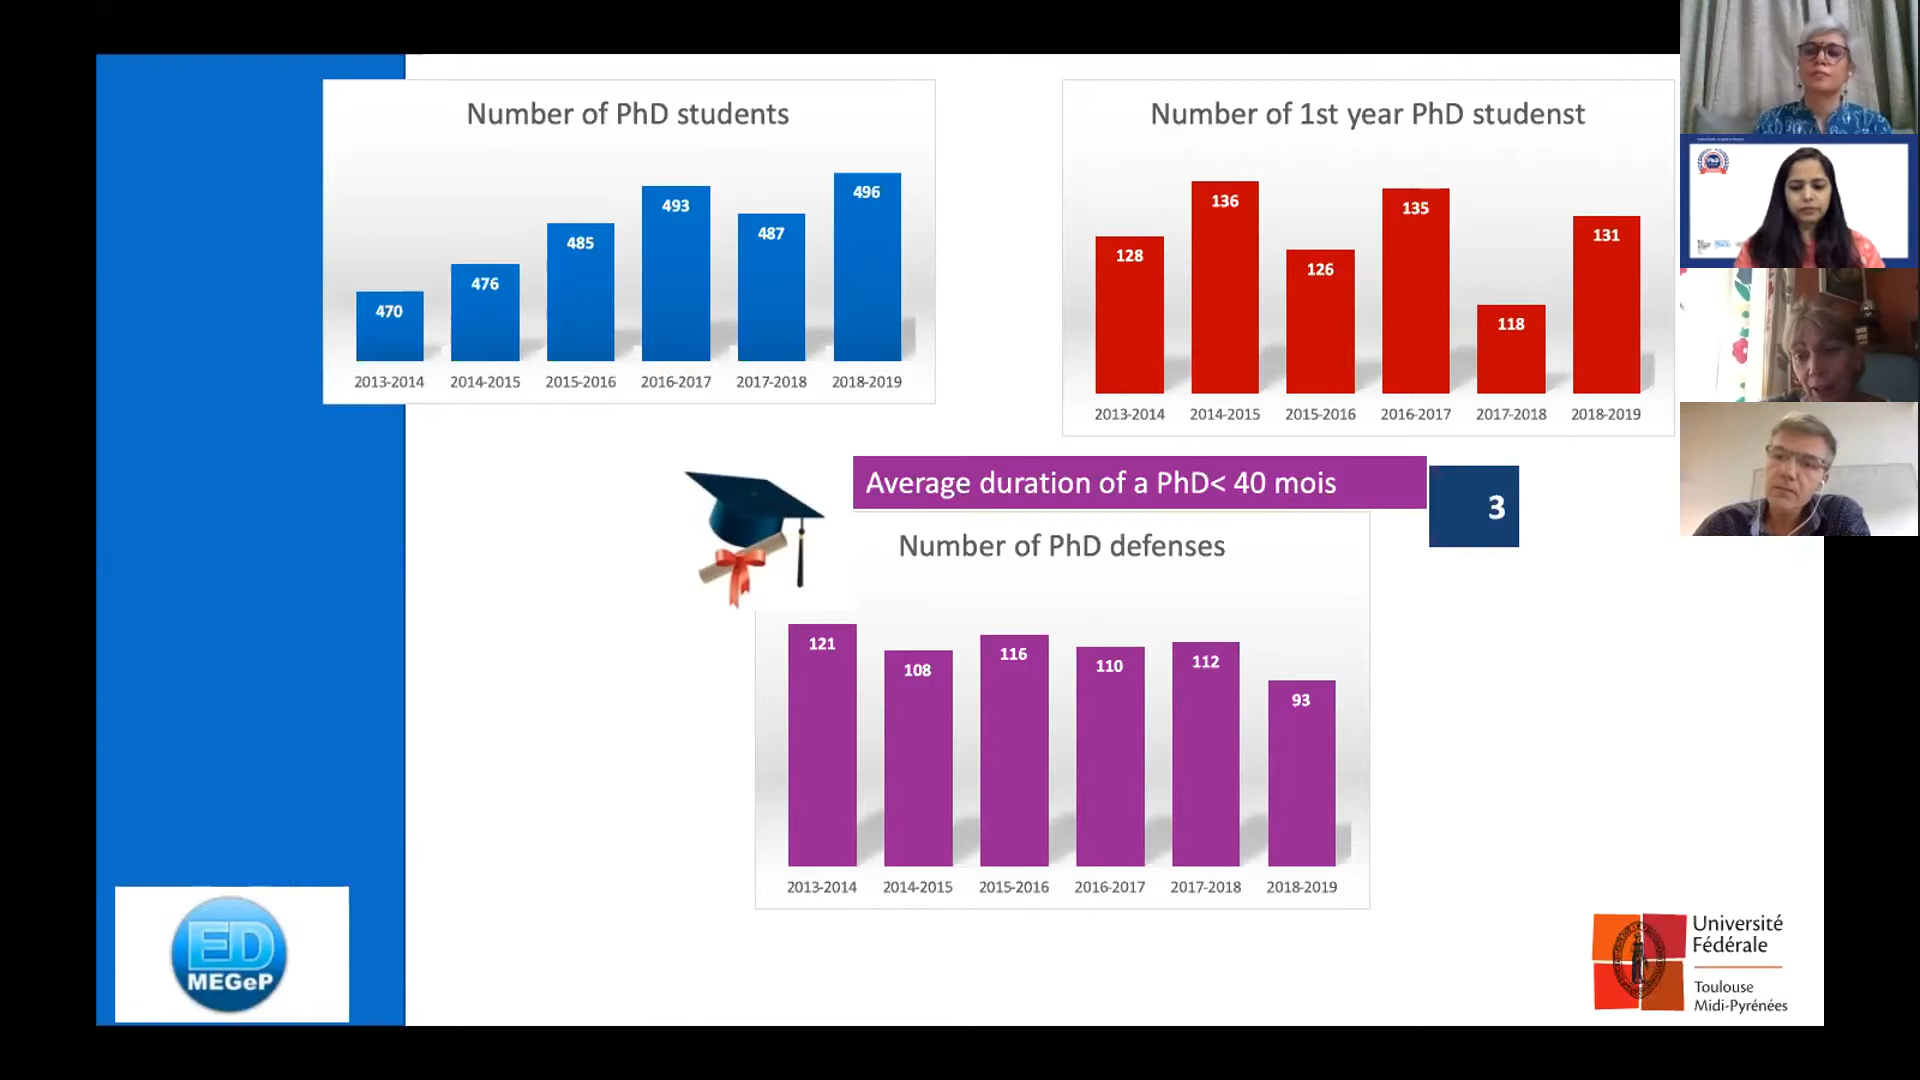 Number of PhD students
470
476
485
493
487
496
2013-2014 2014-2015 2015-2016 2016-2017 2017-2018 2018-2019
Number of 1st year PhD studenst
128
136
126
135
118
131
2013-2014 2014-2015 2015-2016 2016-2017 2017-2018 2018-2019
Average duration of a PhD< 40 mois
3
Number of PhD defenses
121
108
116
110
112
93
2013-2014 2014-2015 2015-2016 2016-2017 2017-2018 2018-2019
ED
MEGeP
Université
Fédérale
Toulouse
Midi-Pyrénées
PhD